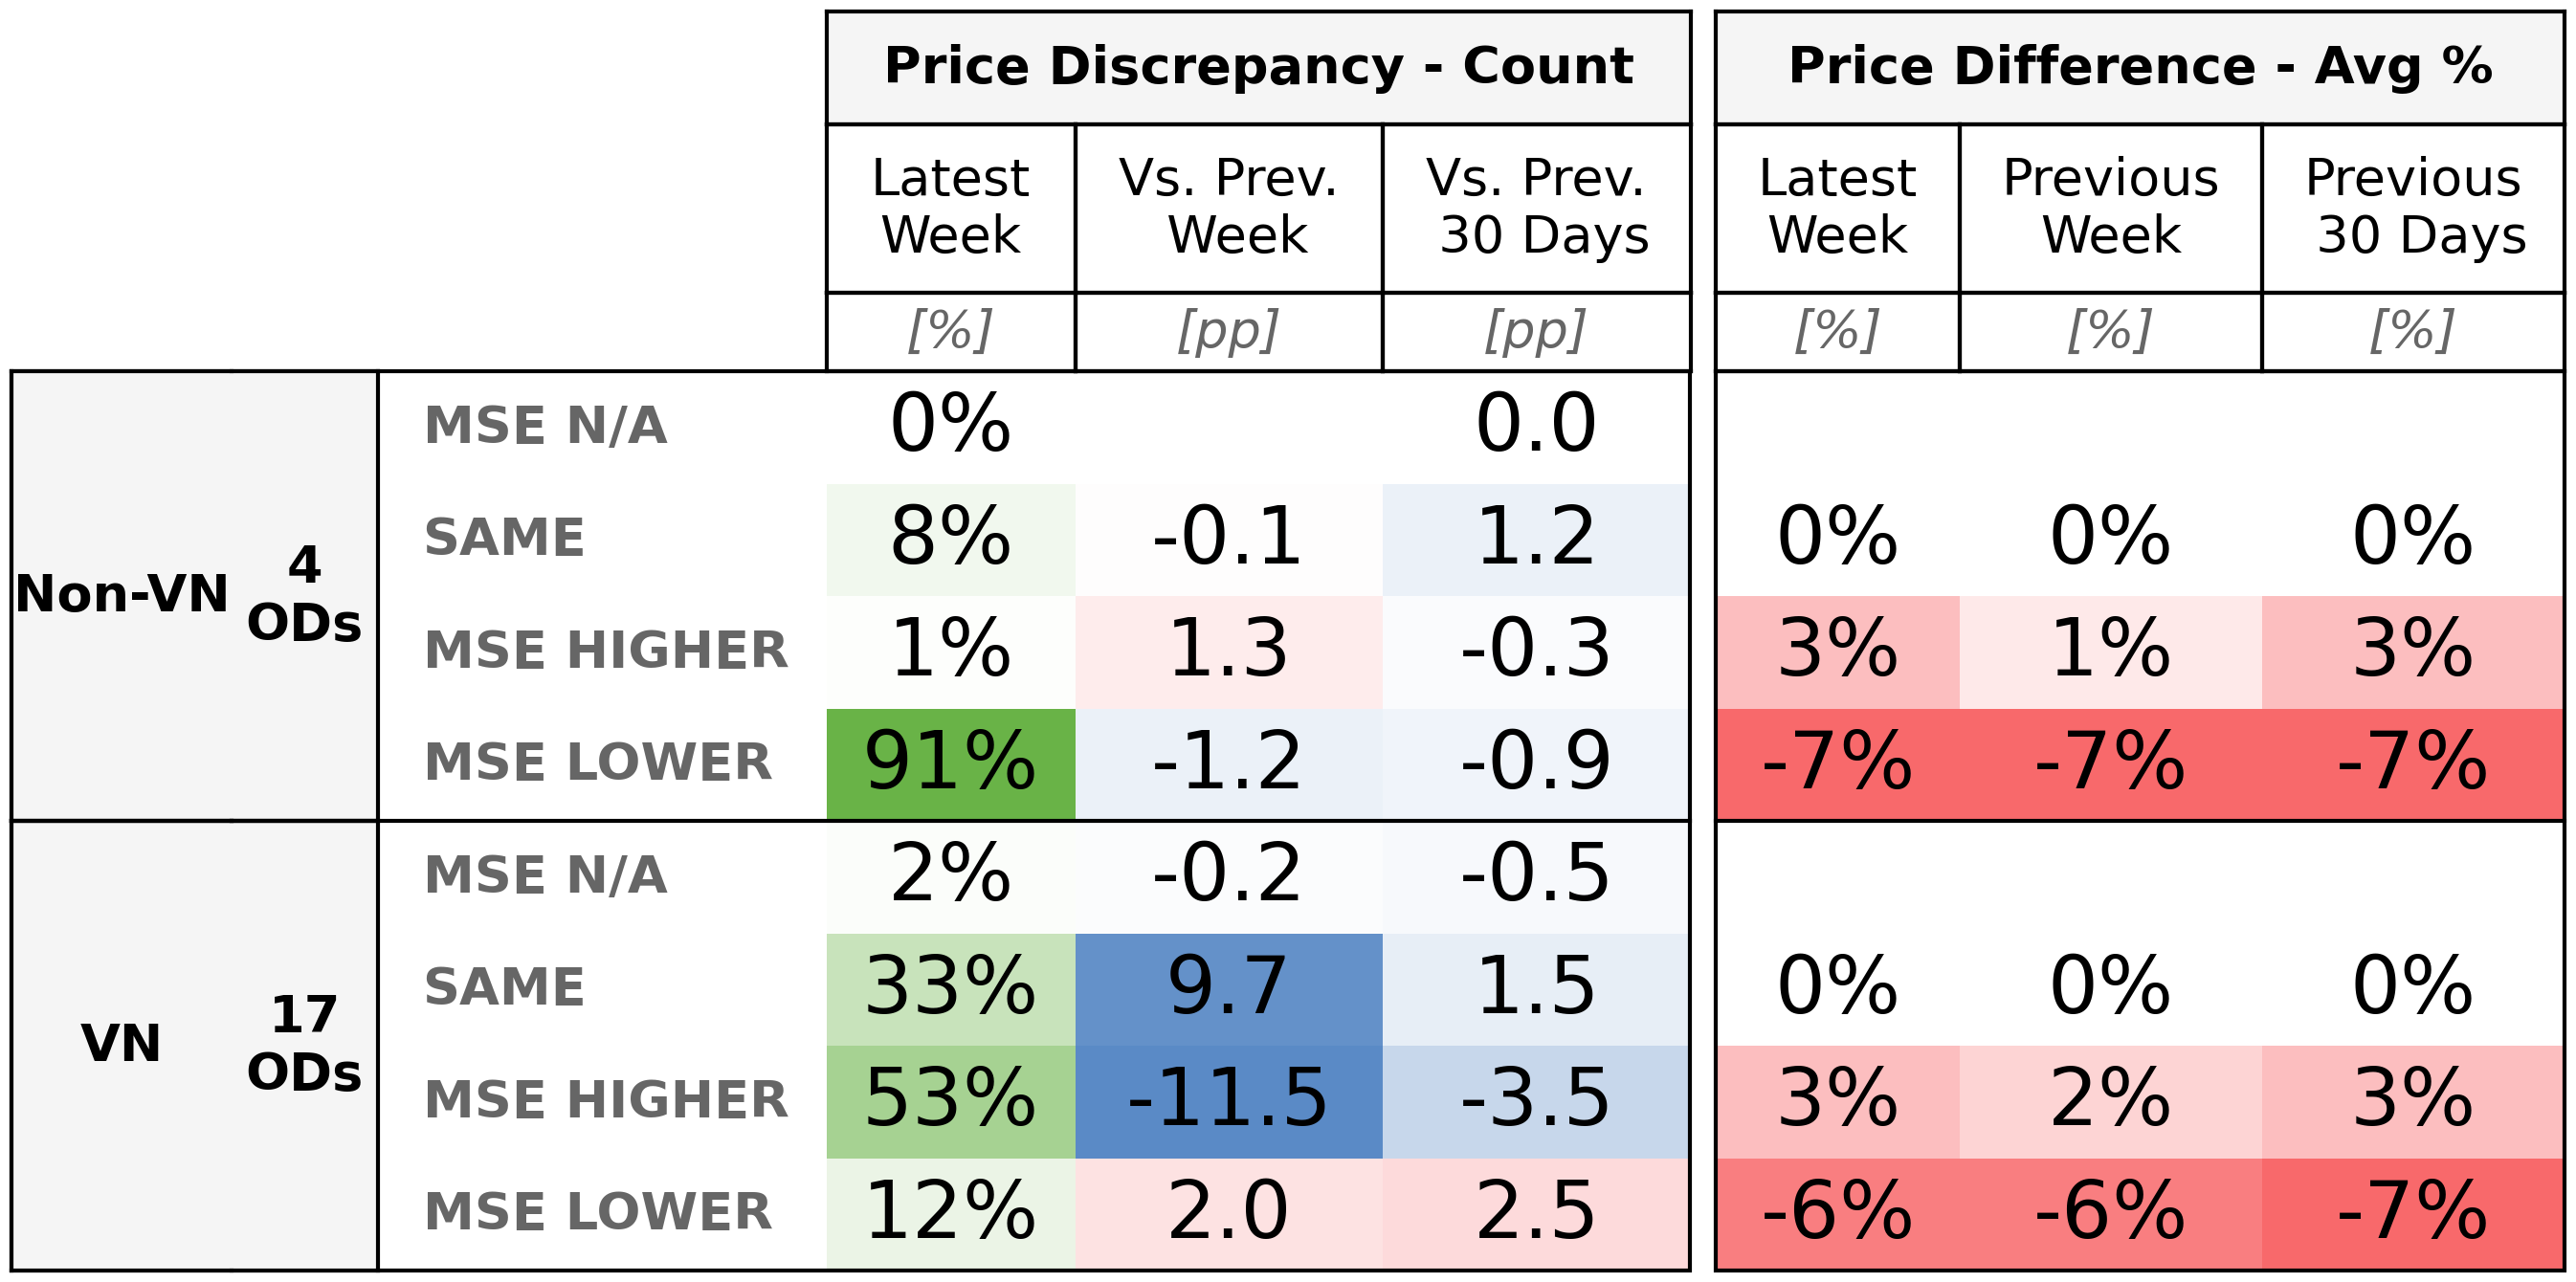 Price Discrepancy - Count Price Difference - Avg %
Latest Week Vs. Prev. Week Vs. Prev. 30 Days Latest Week Previous Week Previous 30 Days
[%] [pp] [pp] [%] [%] [%]
Non-VN 4 ODs
MSE N/A 0% 0.0
SAME 8% -0.1 1.2 0% 0% 0%
MSE HIGHER 1% 1.3 -0.3 3% 1% 3%
MSE LOWER 91% -1.2 -0.9 -7% -7% -7%
VN 17 ODs
MSE N/A 2% -0.2 -0.5
SAME 33% 9.7 1.5 0% 0% 0%
MSE HIGHER 53% -11.5 -3.5 3% 2% 3%
MSE LOWER 12% 2.0 2.5 -6% -6% -7%